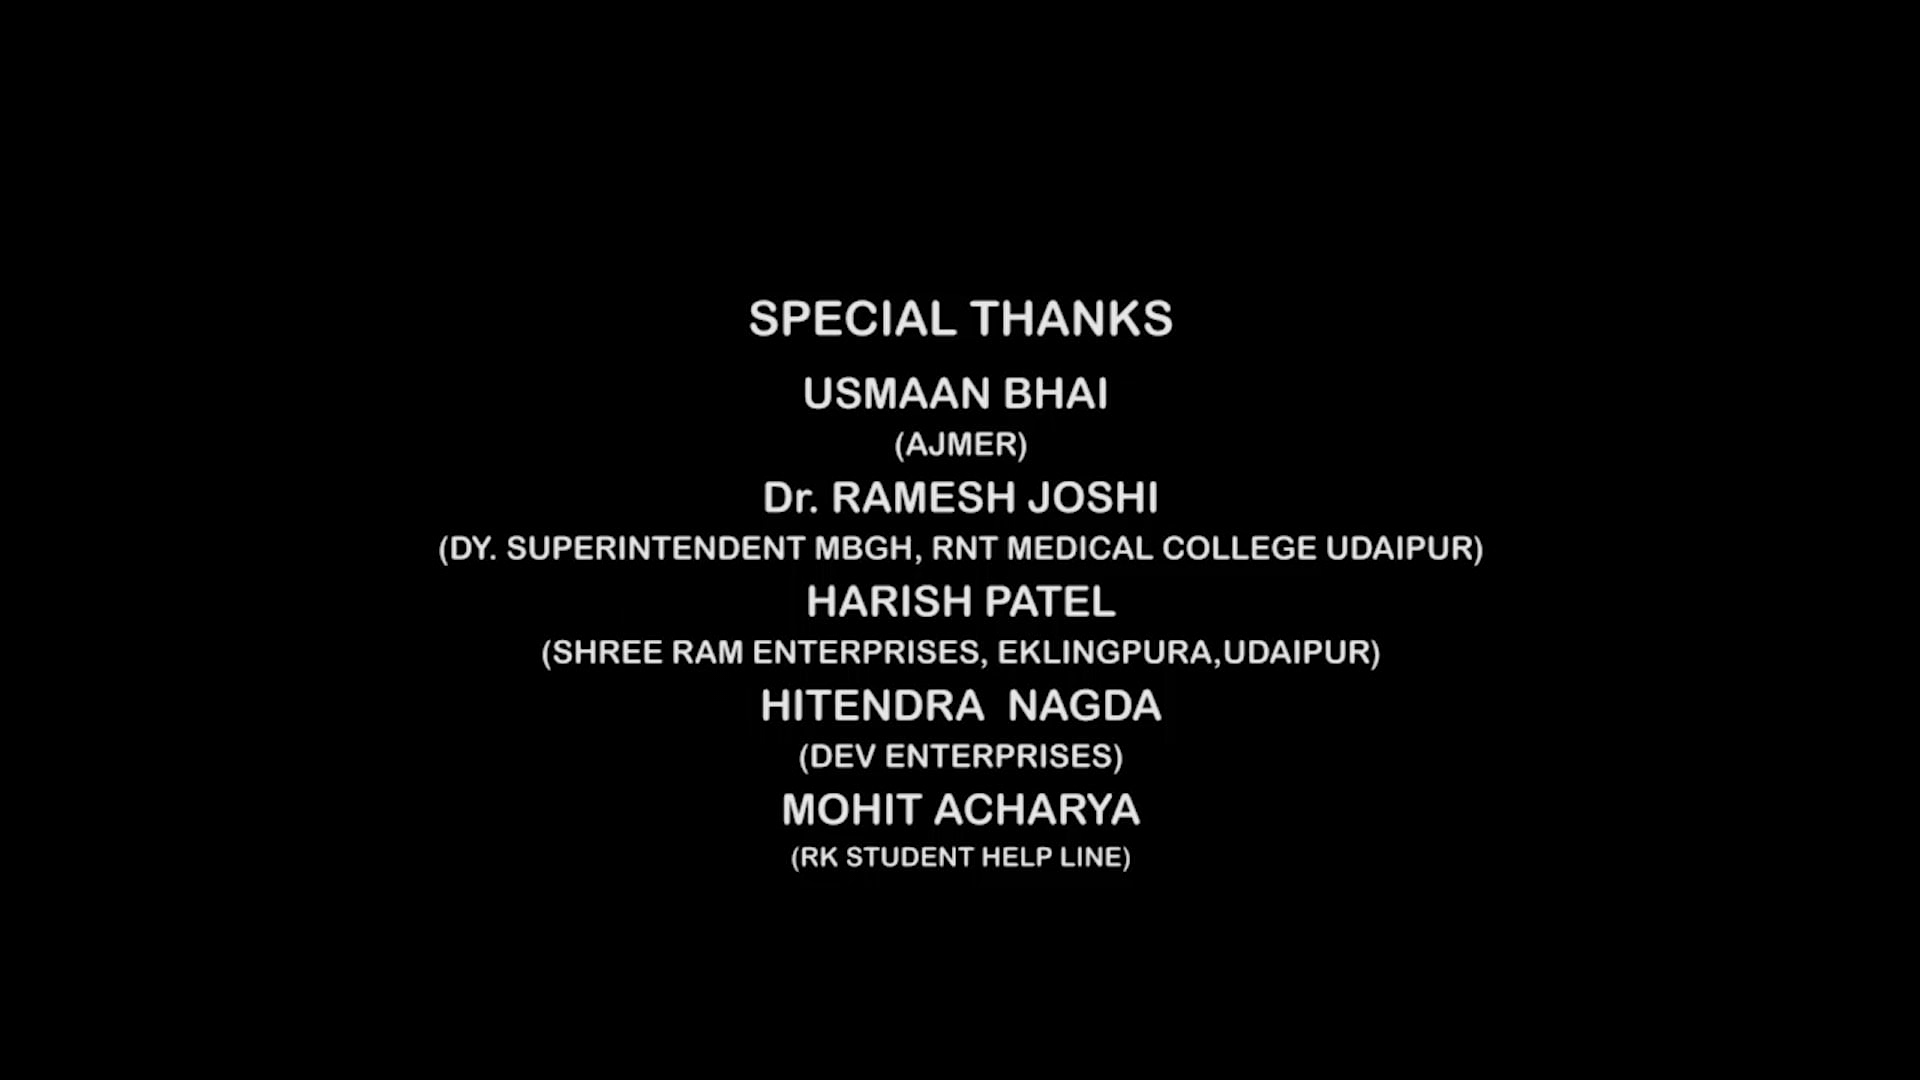 SPECIAL THANKS
USMAAN BHAI
(AJMER)
Dr. RAMESH JOSHI
(DY. SUPERINTENDENT MBGH, RNT MEDICAL COLLEGE UDAIPUR)
HARISH PATEL
(SHREE RAM ENTERPRISES, EKLINGPURA,UDAIPUR)
HITENDRA  NAGDA
(DEV ENTERPRISES)
MOHIT ACHARYA
(RK STUDENT HELP LINE)